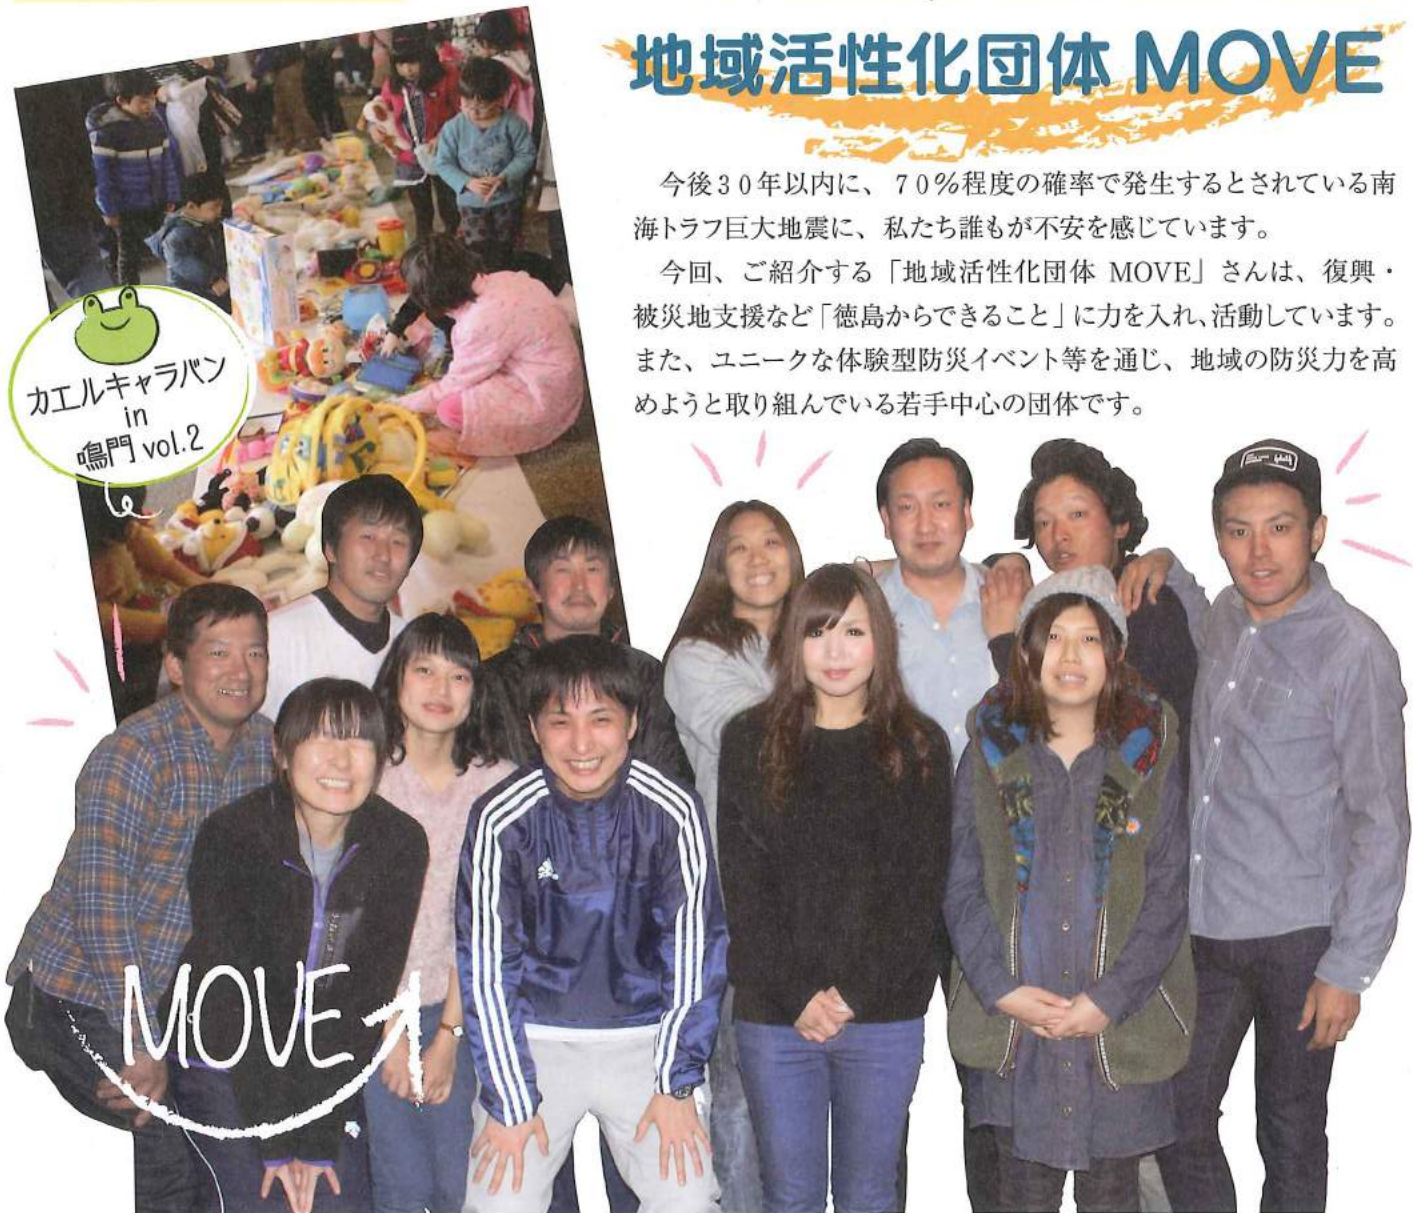 地域活性化団体 MOVE
今後30年以内に、70%程度の確率で発生するとされている南
海トラフ巨大地震に、私たち誰もが不安を感じています。
今回、ご紹介する「地域活性化団体 MOVE」さんは、復興・
被災地支援など「徳島からできること」に力を入れ、活動しています。
また、ユニークな体験型防災イベント等を通じ、地域の防災力を高
めようと取り組んでいる若手中心の団体です。
カエルキャラバン
in
鳴門 vol.2
MOVE